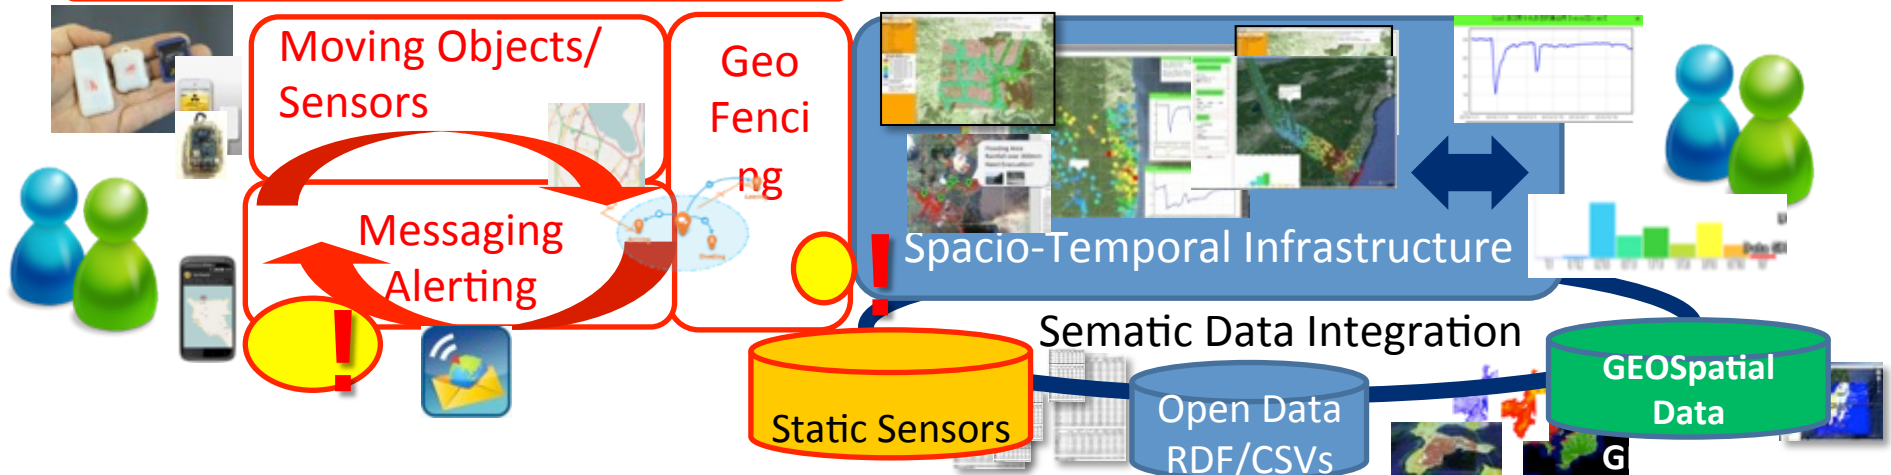 Moving Objects/
Sensors
Geo
Fenci
ng
Messaging
Alerting
!
!
Spacio-Temporal Infrastructure
Sematic Data Integration
Static Sensors
Open Data
RDF/CSVs
GEOSpatial
Data
G